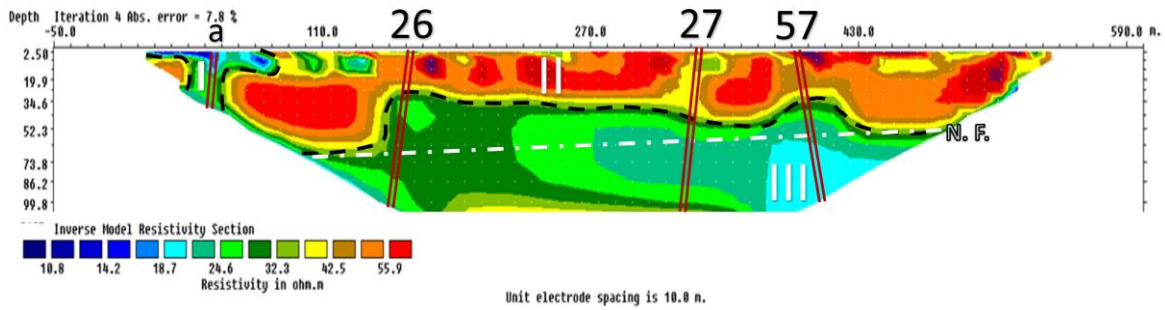 Depth Iteration 4 Abs. error = 7.8 %
-50.0 110.0 270.0 430.0 590.0 m.
a 26 27 57
2.50
19.9
34.6
52.3
73.8
86.2
99.8
I II III
N. F.
Inverse Model Resistivity Section
10.8 14.2 18.7 24.6 32.3 42.5 55.9
Resistivity in ohm.m
Unit electrode spacing is 10.0 m.